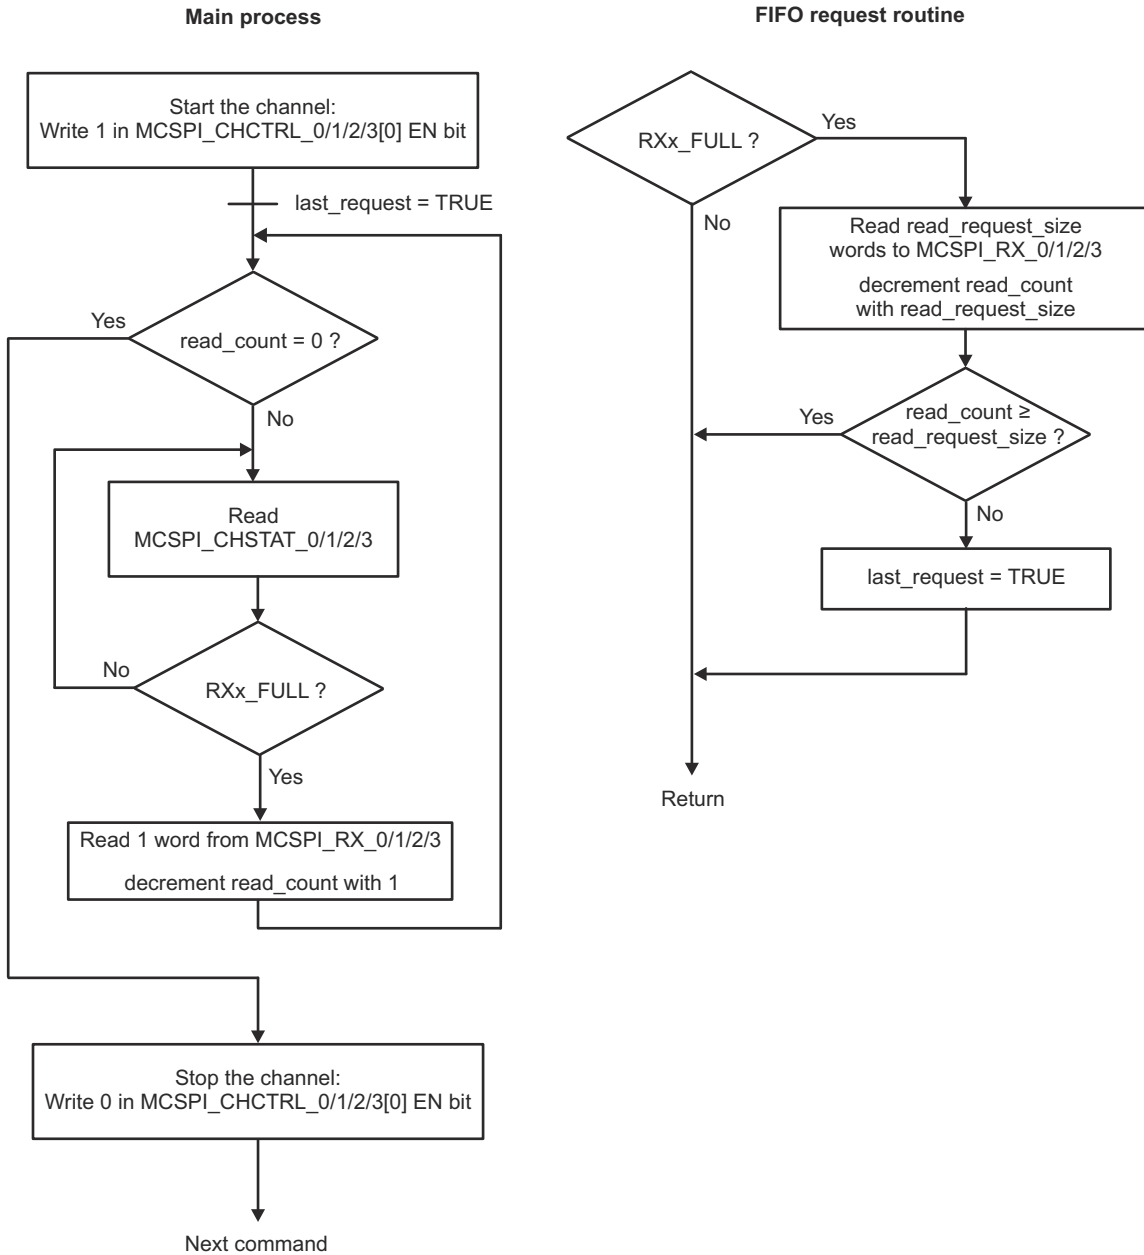 Main process
Start the channel:
Write 1 in MCSPI_CHCTRL_0/1/2/3[0] EN bit
last_request = TRUE
read_count = 0 ?
Yes
No
Read
MCSPI_CHSTAT_0/1/2/3
RXx_FULL ?
No
Yes
Read 1 word from MCSPI_RX_0/1/2/3
decrement read_count with 1
Stop the channel:
Write 0 in MCSPI_CHCTRL_0/1/2/3[0] EN bit
Next command
FIFO request routine
RXx_FULL ?
Yes
No
Read read_request_size
words to MCSPI_RX_0/1/2/3
decrement read_count
with read_request_size
read_count ≥
read_request_size ?
Yes
No
last_request = TRUE
Return